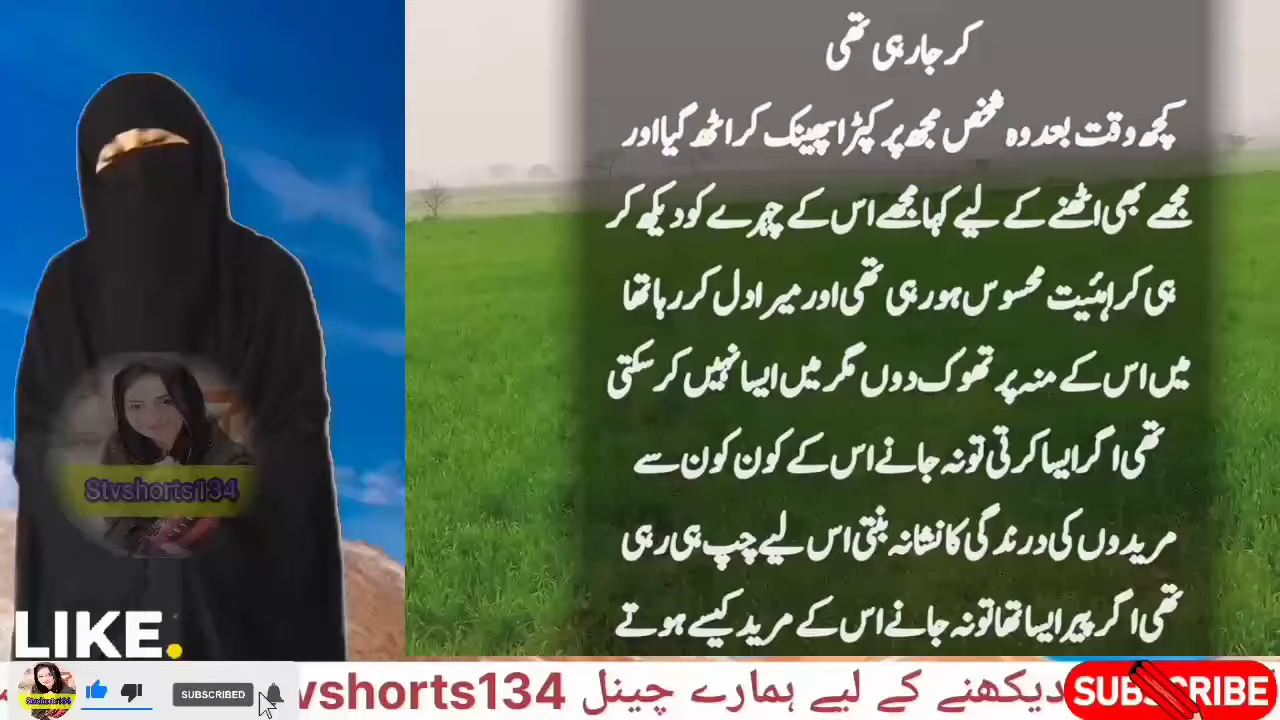 کر جا رہی تھی
کچھ وقت بعد وہ شخص مجھ پر کپڑا پھینک کر اٹھ گیا اور
مجھے بھی اٹھنے کے لیے کہا مجھے اس کے چہرے کو دیکھ کر
ہی کراہئیت محسوس ہو رہی تھی اور میرا دل کر رہا تھا
میں اس کے منہ پر تھوک دوں مگر میں ایسا نہیں کر سکتی
تھی اگر ایسا کرتی تو نہ جانے اس کے کون کون سے
مریدوں کی درندگی کا نشانہ بنتی اس لیے چپ ہی رہی
تھی اگر پیر ایسا تھا تو نہ جانے اس کے مرید کیسے ہوتے
Stvshorts134
LIKE.
Stvshorts134
SUBSCRIBED
دیکھنے کے لیے ہمارے چینل vshorts134
SUBSCRIBE